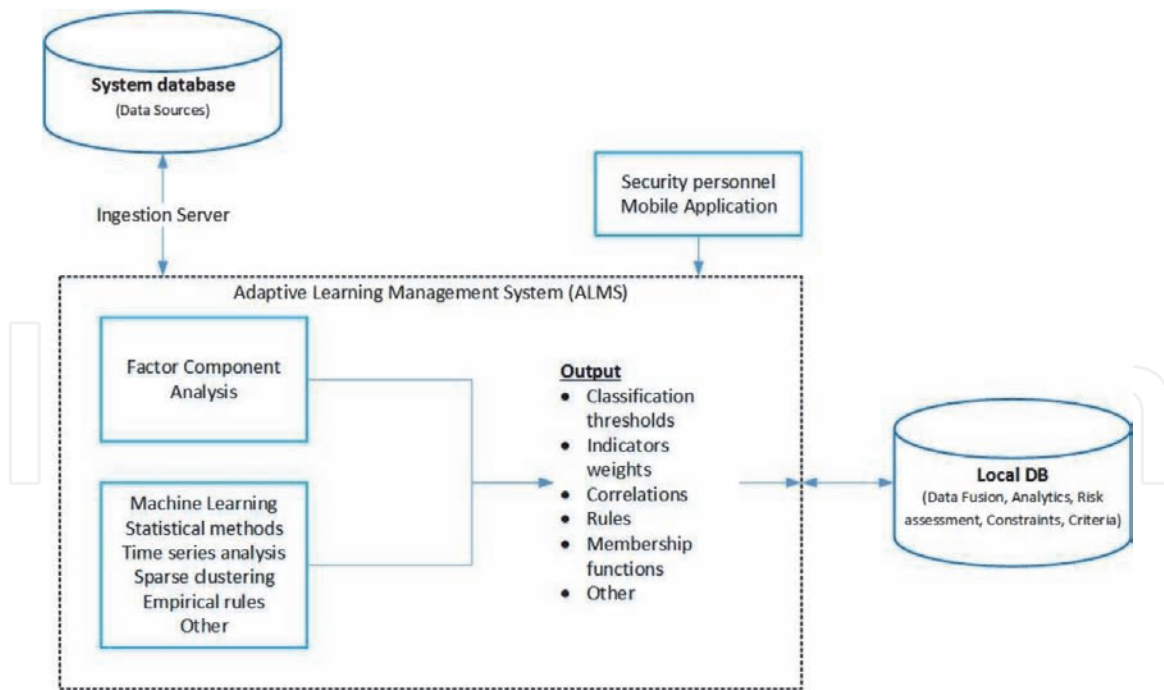 System database
(Data Sources)
Ingestion Server
Security personnel
Mobile Application
Adaptive Learning Management System (ALMS)
Factor Component
Analysis
Machine Learning
Statistical methods
Time series analysis
Sparse clustering
Empirical rules
Other
Output
• Classification
thresholds
• Indicators
weights
• Correlations
• Rules
• Membership
functions
• Other
Local DB
(Data Fusion, Analytics, Risk
assessment, Constraints, Criteria)